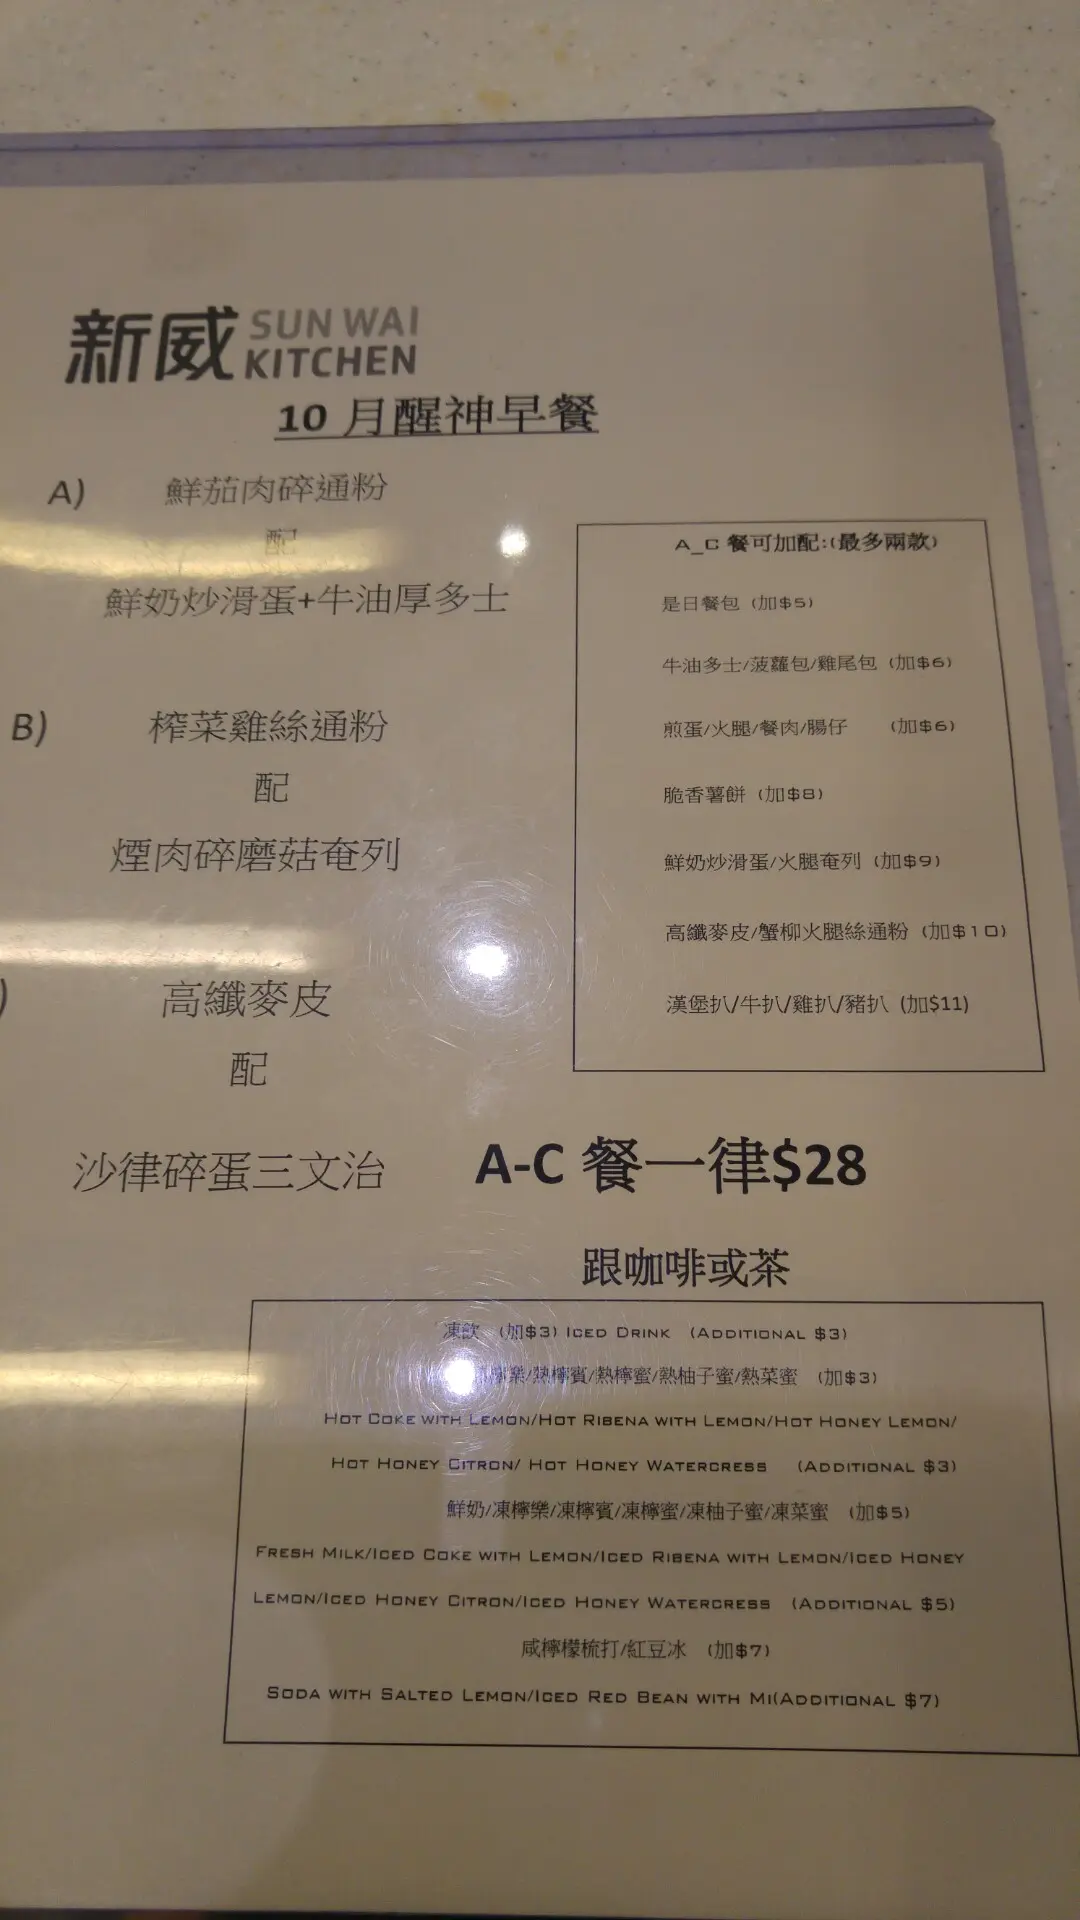 新威 SUN WAI
KITCHEN
10 月醒神早餐
A) 鮮茄肉碎通粉
配
鮮奶炒滑蛋+牛油厚多士
B) 榨菜雞絲通粉
配
煙肉碎磨菇奄列
) 高纖麥皮
配
沙律碎蛋三文治
A_C 餐可加配:(最多兩款)
是日餐包 (加$5)
牛油多士/菠蘿包/雞尾包 (加$6)
煎蛋/火腿/餐肉/腸仔 (加$6)
脆香薯餅 (加$8)
鮮奶炒滑蛋/火腿奄列 (加$9)
高纖麥皮/蟹柳火腿絲通粉 (加$10)
漢堡扒/牛扒/雞扒/豬扒 (加$11)
A-C 餐一律$28
跟咖啡或茶
凍飲 (加$3) ICED DRINK (ADDITIONAL $3)
樂/熱檸賓/熱檸蜜/熱柚子蜜/熱菜蜜 (加$3)
HOT COKE WITH LEMON/HOT RIBENA WITH LEMON/HOT HONEY LEMON/
HOT HONEY CITRON/ HOT HONEY WATERCRESS (ADDITIONAL $3)
鮮奶/凍檸樂/凍檸賓/凍檸蜜/凍柚子蜜/凍菜蜜 (加$5)
FRESH MILK/ICED COKE WITH LEMON/ICED RIBENA WITH LEMON/ICED HONEY
LEMON/ICED HONEY CITRON/ICED HONEY WATERCRESS (ADDITIONAL $5)
咸檸檬梳打/紅豆冰 (加$7)
SODA WITH SALTED LEMON/ICED RED BEAN WITH MI(ADDITIONAL $7)